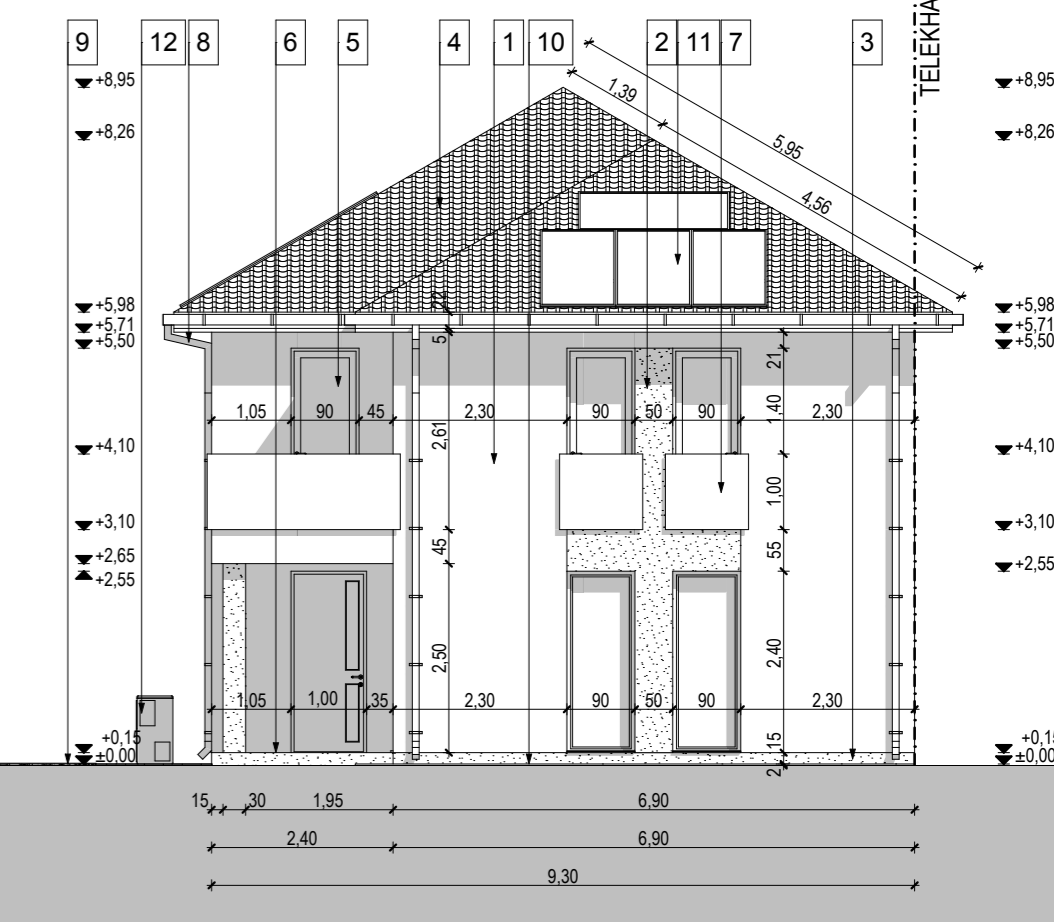 9 12 8 6 5 4 1 10 2 11 7 3
TELEKHA
+8,95 +8,95
1,39
+8,26 +8,26
5,95
4,56
+5,98 22 +5,98
+5,71 5 +5,71
+5,50 +5,50
21
1,05 90 45 2,30 90 50 90 2,30
1,40
2,61
+4,10 +4,10
1,00
+3,10 +3,10
45 55
+2,65
+2,55 +2,55
2,50 2,40
1,05 1,00 35 2,30 90 50 90 2,30
+0,15 15 +0,15
±0,00 2 ±0,00
15 30 1,95 6,90
2,40 6,90
9,30